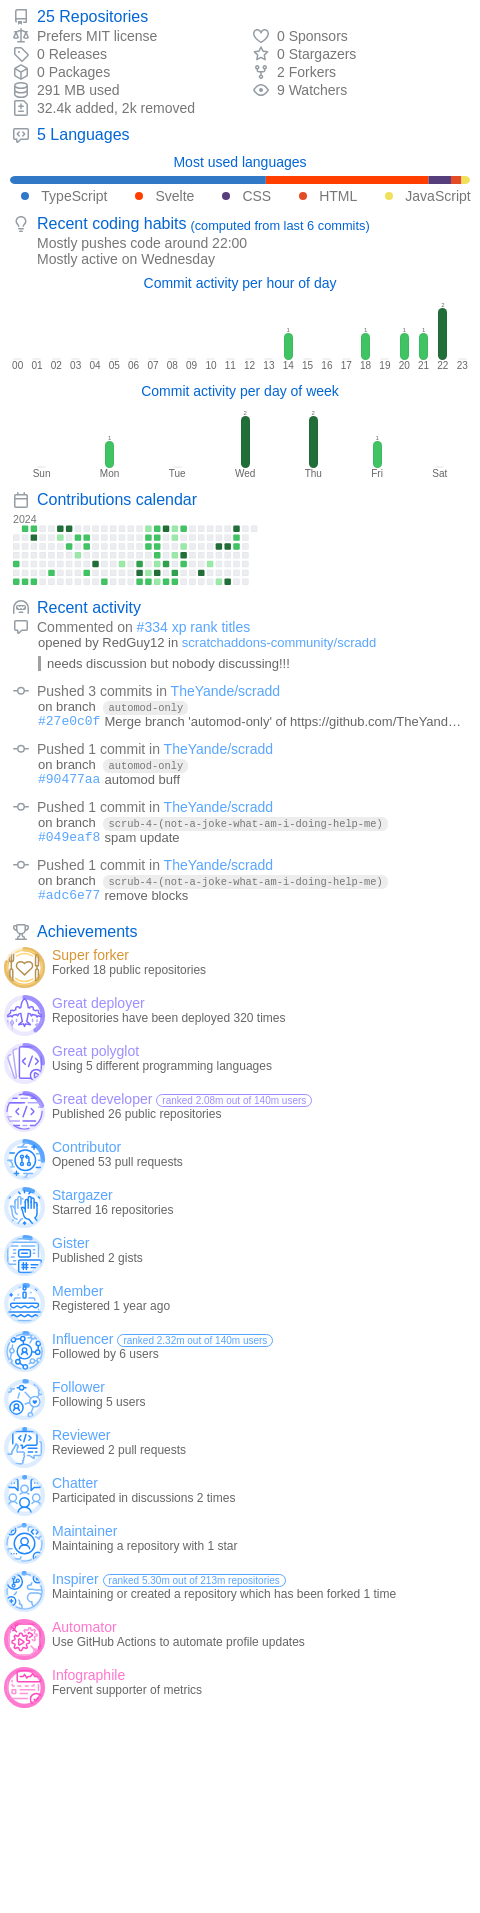 25 Repositories
Prefers MIT license
0 Sponsors
0 Releases
0 Stargazers
0 Packages
2 Forkers
291 MB used
9 Watchers
32.4k added, 2k removed
5 Languages
Most used languages
TypeScript Svelte CSS HTML JavaScript
Recent coding habits (computed from last 6 commits)
Mostly pushes code around 22:00
Mostly active on Wednesday
Commit activity per hour of day
1 1 1 1 2
00 01 02 03 04 05 06 07 08 09 10 11 12 13 14 15 16 17 18 19 20 21 22 23
Commit activity per day of week
1 2 2 1
Sun Mon Tue Wed Thu Fri Sat
Contributions calendar
2024
Recent activity
Commented on #334 xp rank titles
opened by RedGuy12 in scratchaddons-community/scradd
needs discussion but nobody discussing!!!
Pushed 3 commits in TheYande/scradd
on branch automod-only
#27e0c0f Merge branch 'automod-only' of https://github.com/TheYand…
Pushed 1 commit in TheYande/scradd
on branch automod-only
#90477aa automod buff
Pushed 1 commit in TheYande/scradd
on branch scrub-4-(not-a-joke-what-am-i-doing-help-me)
#049eaf8 spam update
Pushed 1 commit in TheYande/scradd
on branch scrub-4-(not-a-joke-what-am-i-doing-help-me)
#adc6e77 remove blocks
Achievements
Super forker
Forked 18 public repositories
Great deployer
Repositories have been deployed 320 times
Great polyglot
Using 5 different programming languages
Great developer ranked 2.08m out of 140m users
Published 26 public repositories
Contributor
Opened 53 pull requests
Stargazer
Starred 16 repositories
Gister
Published 2 gists
Member
Registered 1 year ago
Influencer ranked 2.32m out of 140m users
Followed by 6 users
Follower
Following 5 users
Reviewer
Reviewed 2 pull requests
Chatter
Participated in discussions 2 times
Maintainer
Maintaining a repository with 1 star
Inspirer ranked 5.30m out of 213m repositories
Maintaining or created a repository which has been forked 1 time
Automator
Use GitHub Actions to automate profile updates
Infographile
Fervent supporter of metrics